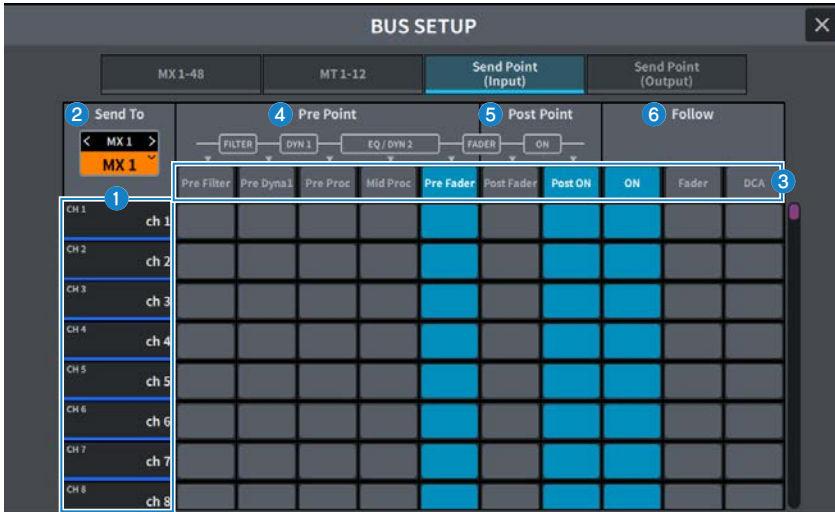 BUS SETUP
MX 1-48
MT 1-12
Send Point
(Input)
Send Point
(Output)
2 Send To
4 Pre Point
5 Post Point
6 Follow
< MX 1 >
MX 1
FILTER
DYN 1
EQ / DYN 2
FADER
ON
Pre Filter
Pre Dyna1
Pre Proc
Mid Proc
Pre Fader
Post Fader
Post ON
ON
Fader
DCA
3
1
CH 1
ch 1
CH 2
ch 2
CH 3
ch 3
CH 4
ch 4
CH 5
ch 5
CH 6
ch 6
CH 7
ch 7
CH 8
ch 8